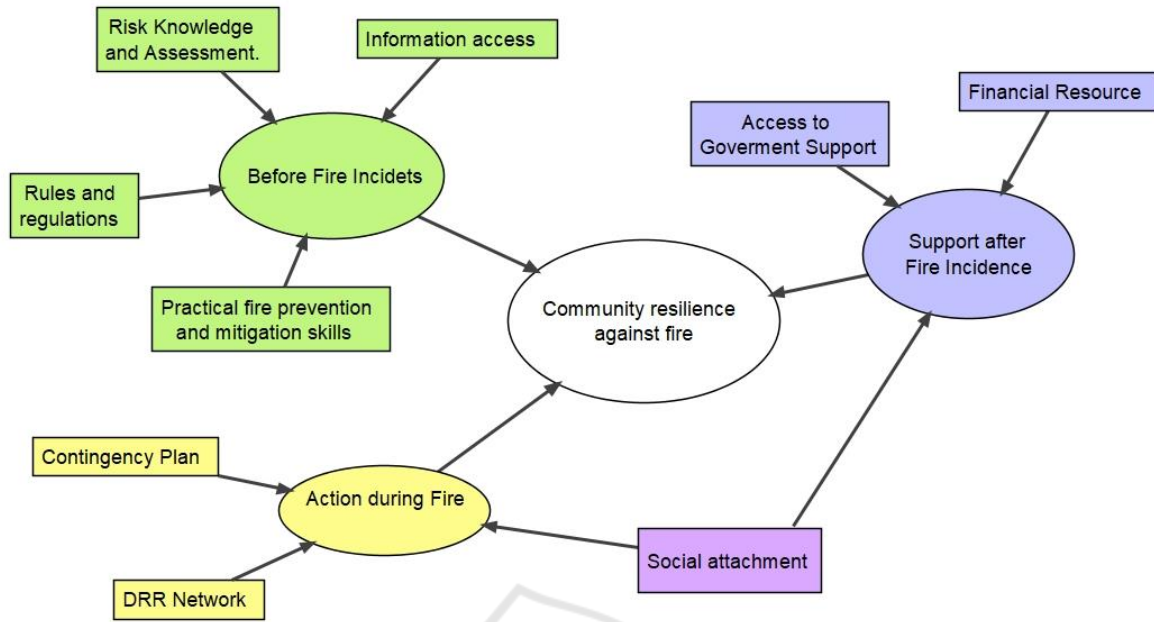 Risk Knowledge
and Assessment.
Information access
Financial Resource
Access to
Goverment Support
Before Fire Incidets
Rules and
regulations
Support after
Fire Incidence
Practical fire prevention
and mitigation skills
Community resilience
against fire
Contingency Plan
Action during Fire
Social attachment
DRR Network